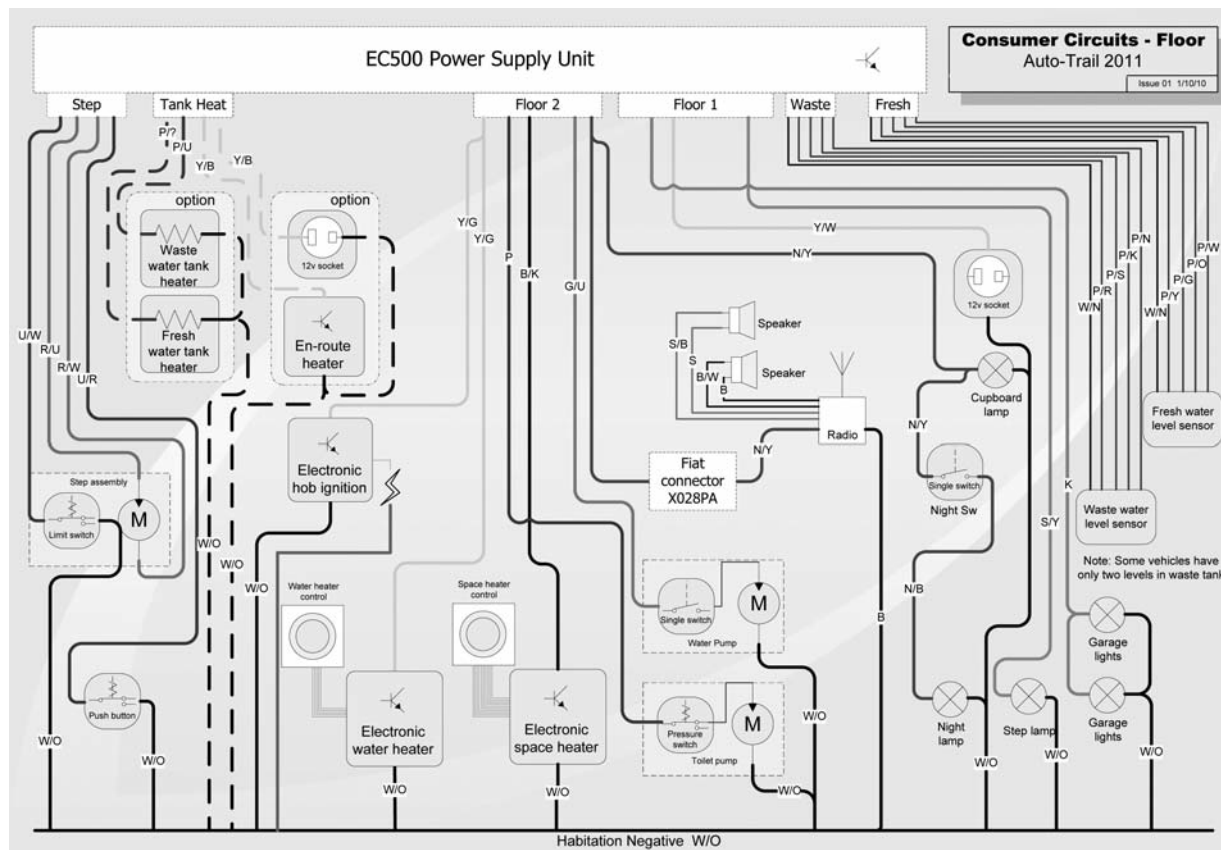 EC500 Power Supply Unit
Consumer Circuits - Floor
Auto-Trail 2011
Issue 01 1/10/10
Step
Tank Heat
Floor 2
Floor 1
Waste
Fresh
P/?
P/U
Y/B
Y/B
option
option
Waste
water tank
heater
12v socket
Fresh
water tank
heater
En-route
heater
U/W
R/U
R/W
U/R
Y/G
Y/G
P
B/K
G/U
N/Y
Y/W
12v socket
W/N
P/R
P/S
P/K
P/N
W/N
P/Y
P/G
P/O
P/W
S/B
S
B/W
B
Speaker
Speaker
Radio
Cupboard
lamp
Fresh water
level sensor
N/Y
Single switch
Night Sw
N/Y
Fiat
connector
X028PA
Electronic
hob ignition
Step assembly
Limit switch
M
K
S/Y
Waste water
level sensor
Note: Some vehicles have
only two levels in waste tank
W/O
W/O
W/O
Water heater
control
Space heater
control
Single switch
M
Water Pump
B
N/B
Garage
lights
Push button
Electronic
water heater
Electronic
space heater
Pressure
switch
M
Toilet pump
W/O
Night
lamp
Step lamp
Garage
lights
W/O
W/O
W/O
W/O
W/O
W/O
W/O
W/O
Habitation Negative W/O